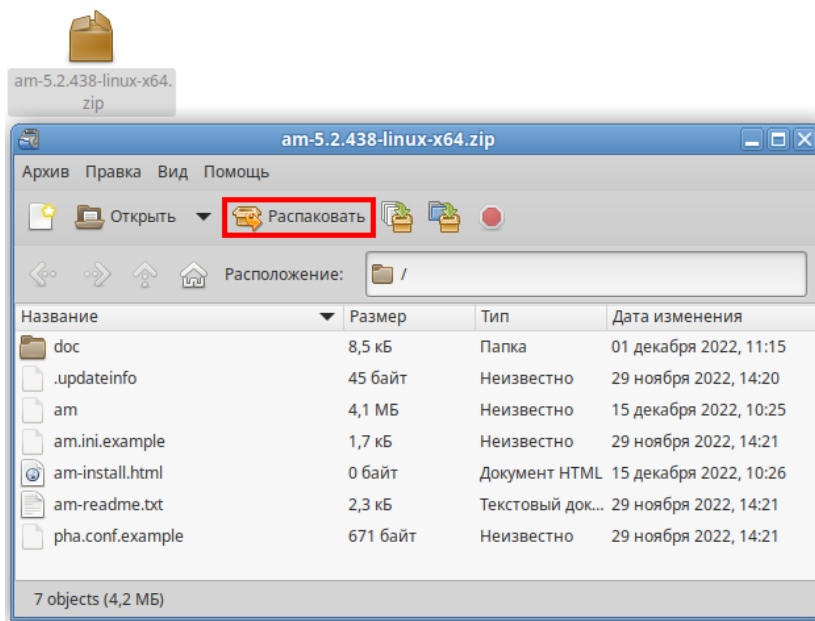 am-5.2.438-linux-x64.
zip
am-5.2.438-linux-x64.zip
Архив Правка Вид Помощь
Открыть Распаковать
Расположение: /
Название Размер Тип Дата изменения
doc 8,5 кБ Папка 01 декабря 2022, 11:15
.updateinfo 45 байт Неизвестно 29 ноября 2022, 14:20
am 4,1 МБ Неизвестно 15 декабря 2022, 10:25
am.ini.example 1,7 кБ Неизвестно 29 ноября 2022, 14:21
am-install.html 0 байт Документ HTML 15 декабря 2022, 10:26
am-readme.txt 2,3 кБ Текстовый док... 29 ноября 2022, 14:21
pha.conf.example 671 байт Неизвестно 29 ноября 2022, 14:21
7 objects (4,2 МБ)